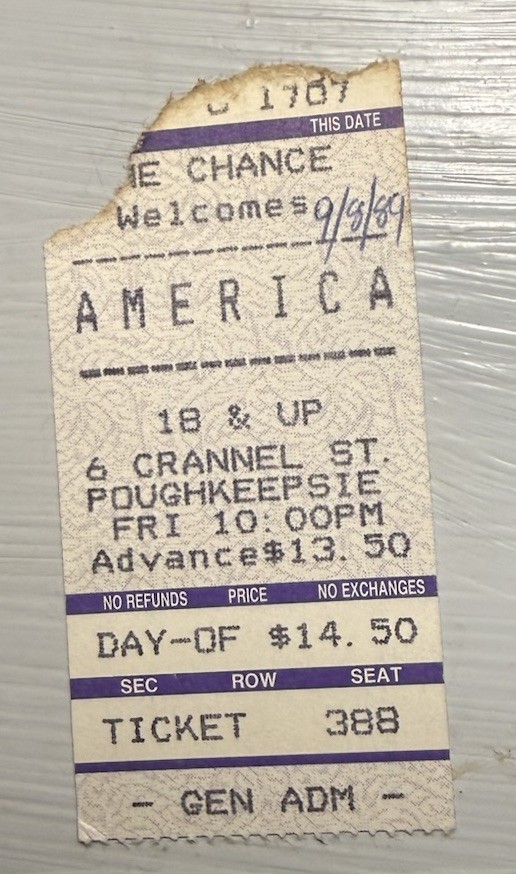 1707
THIS DATE
HE CHANCE
Welcomes 9/8/89
AMERICA
18 & UP
6 CRANNEL ST.
POUGHKEEPSIE
FRI 10:00PM
Advance$13.50
NO REFUNDS PRICE NO EXCHANGES
DAY-OF $14.50
SEC ROW SEAT
TICKET 388
- GEN ADM -